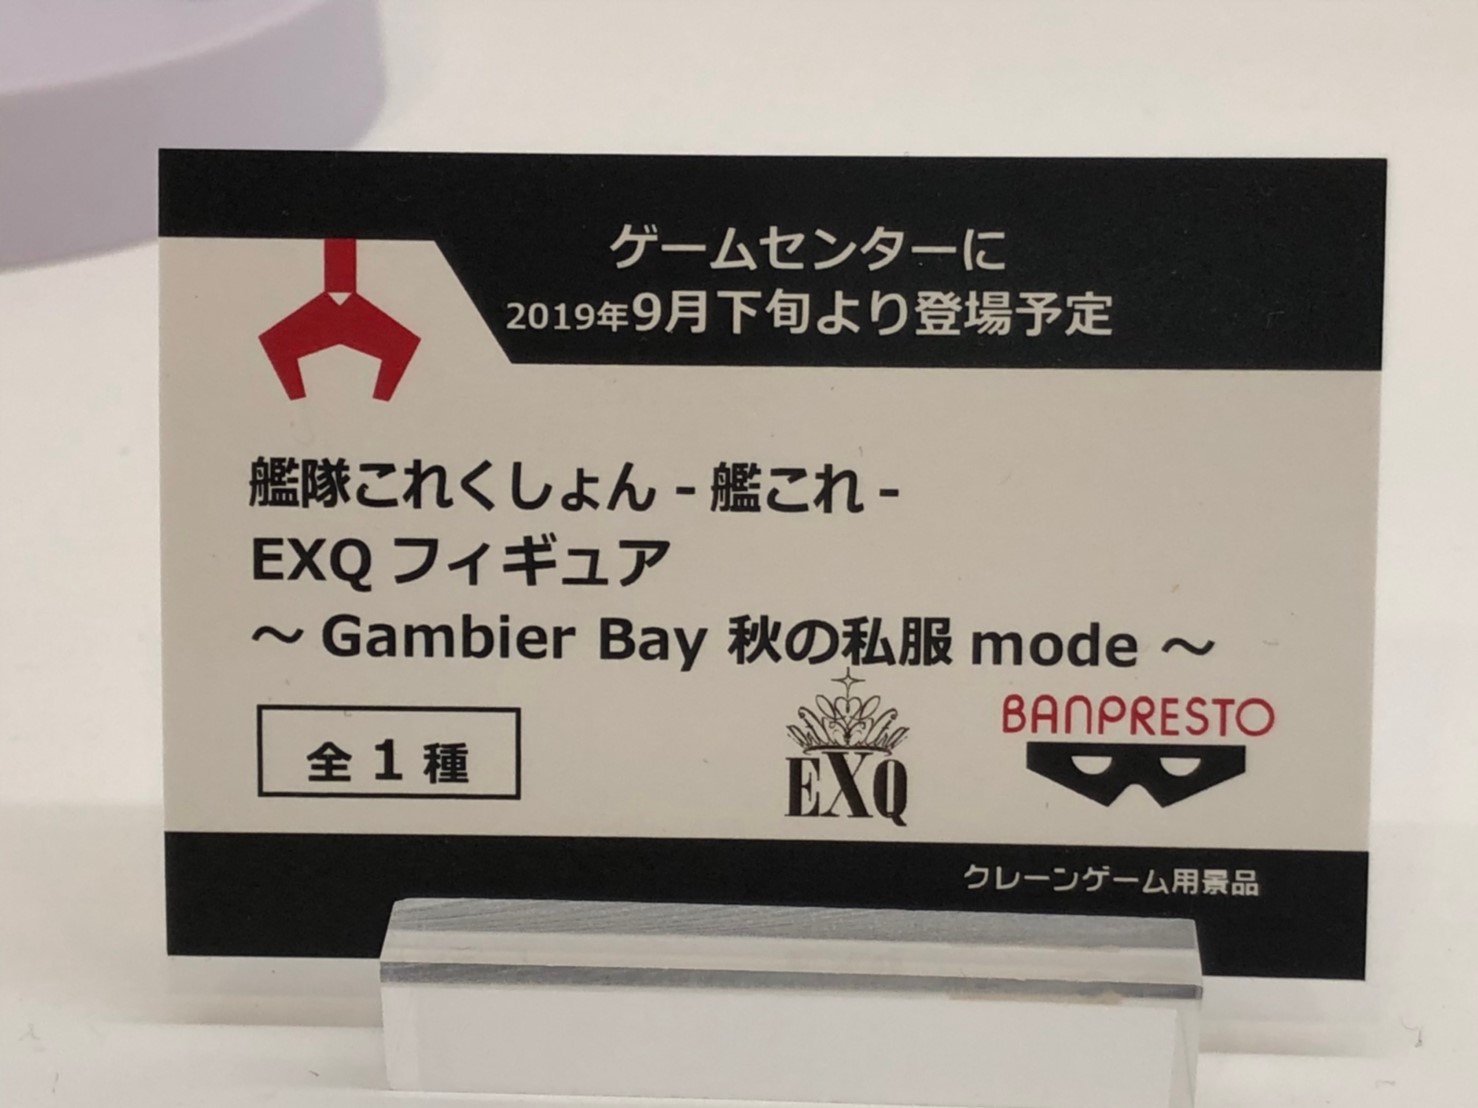 ゲームセンターに
2019年9月下旬より登場予定
艦隊これくしょん - 艦これ -
EXQ フィギュア
～ Gambier Bay 秋の私服 mode ～
全 1 種
EXQ
BANPRESTO
クレーンゲーム用景品